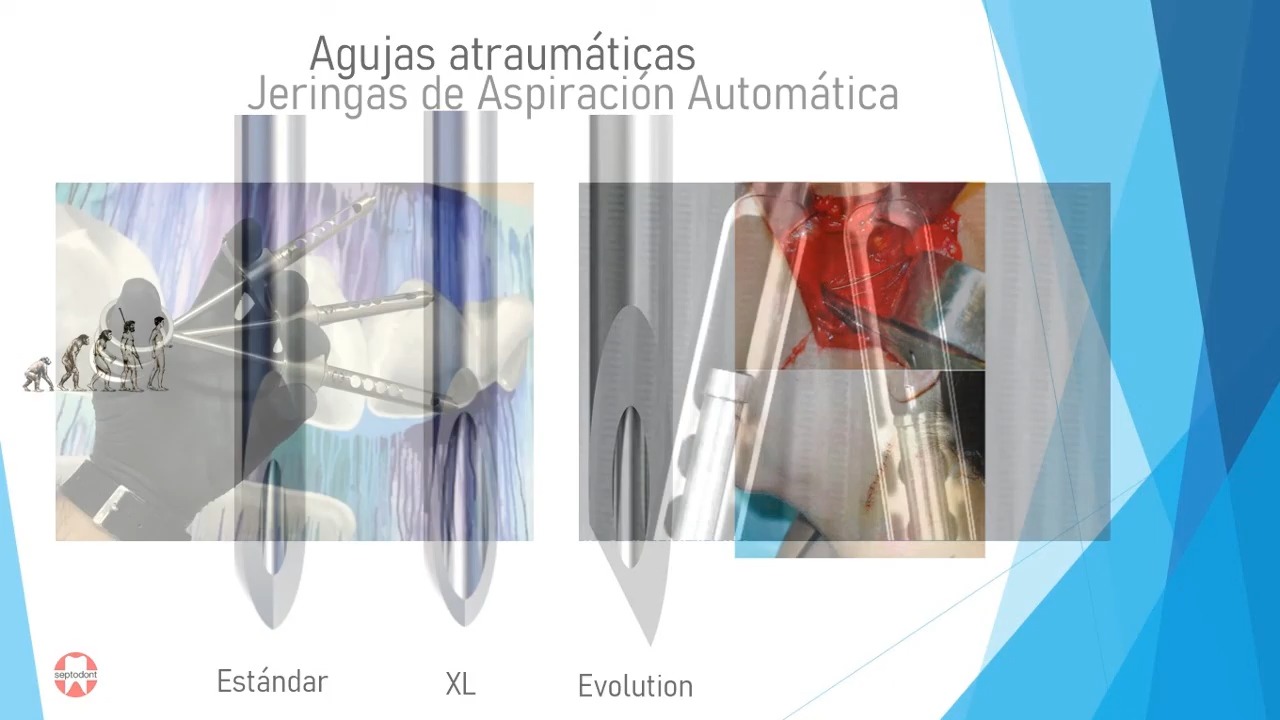 Agujas atraumáticas
Jeringas de Aspiración Automática
septodont
Estándar
XL
Evolution